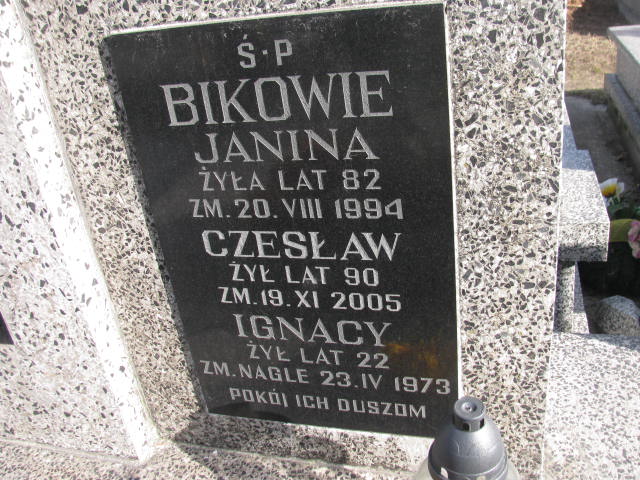 Ś·P
BIKOWIE
JANINA
ŻYŁA LAT 82
ZM. 20. VIII 1994
CZESŁAW
ŻYŁ LAT 90
ZM. 19. XI 2005
IGNACY
ŻYŁ LAT 22
ZM. NAGLE 23. IV 1973
POKÓJ ICH DUSZOM